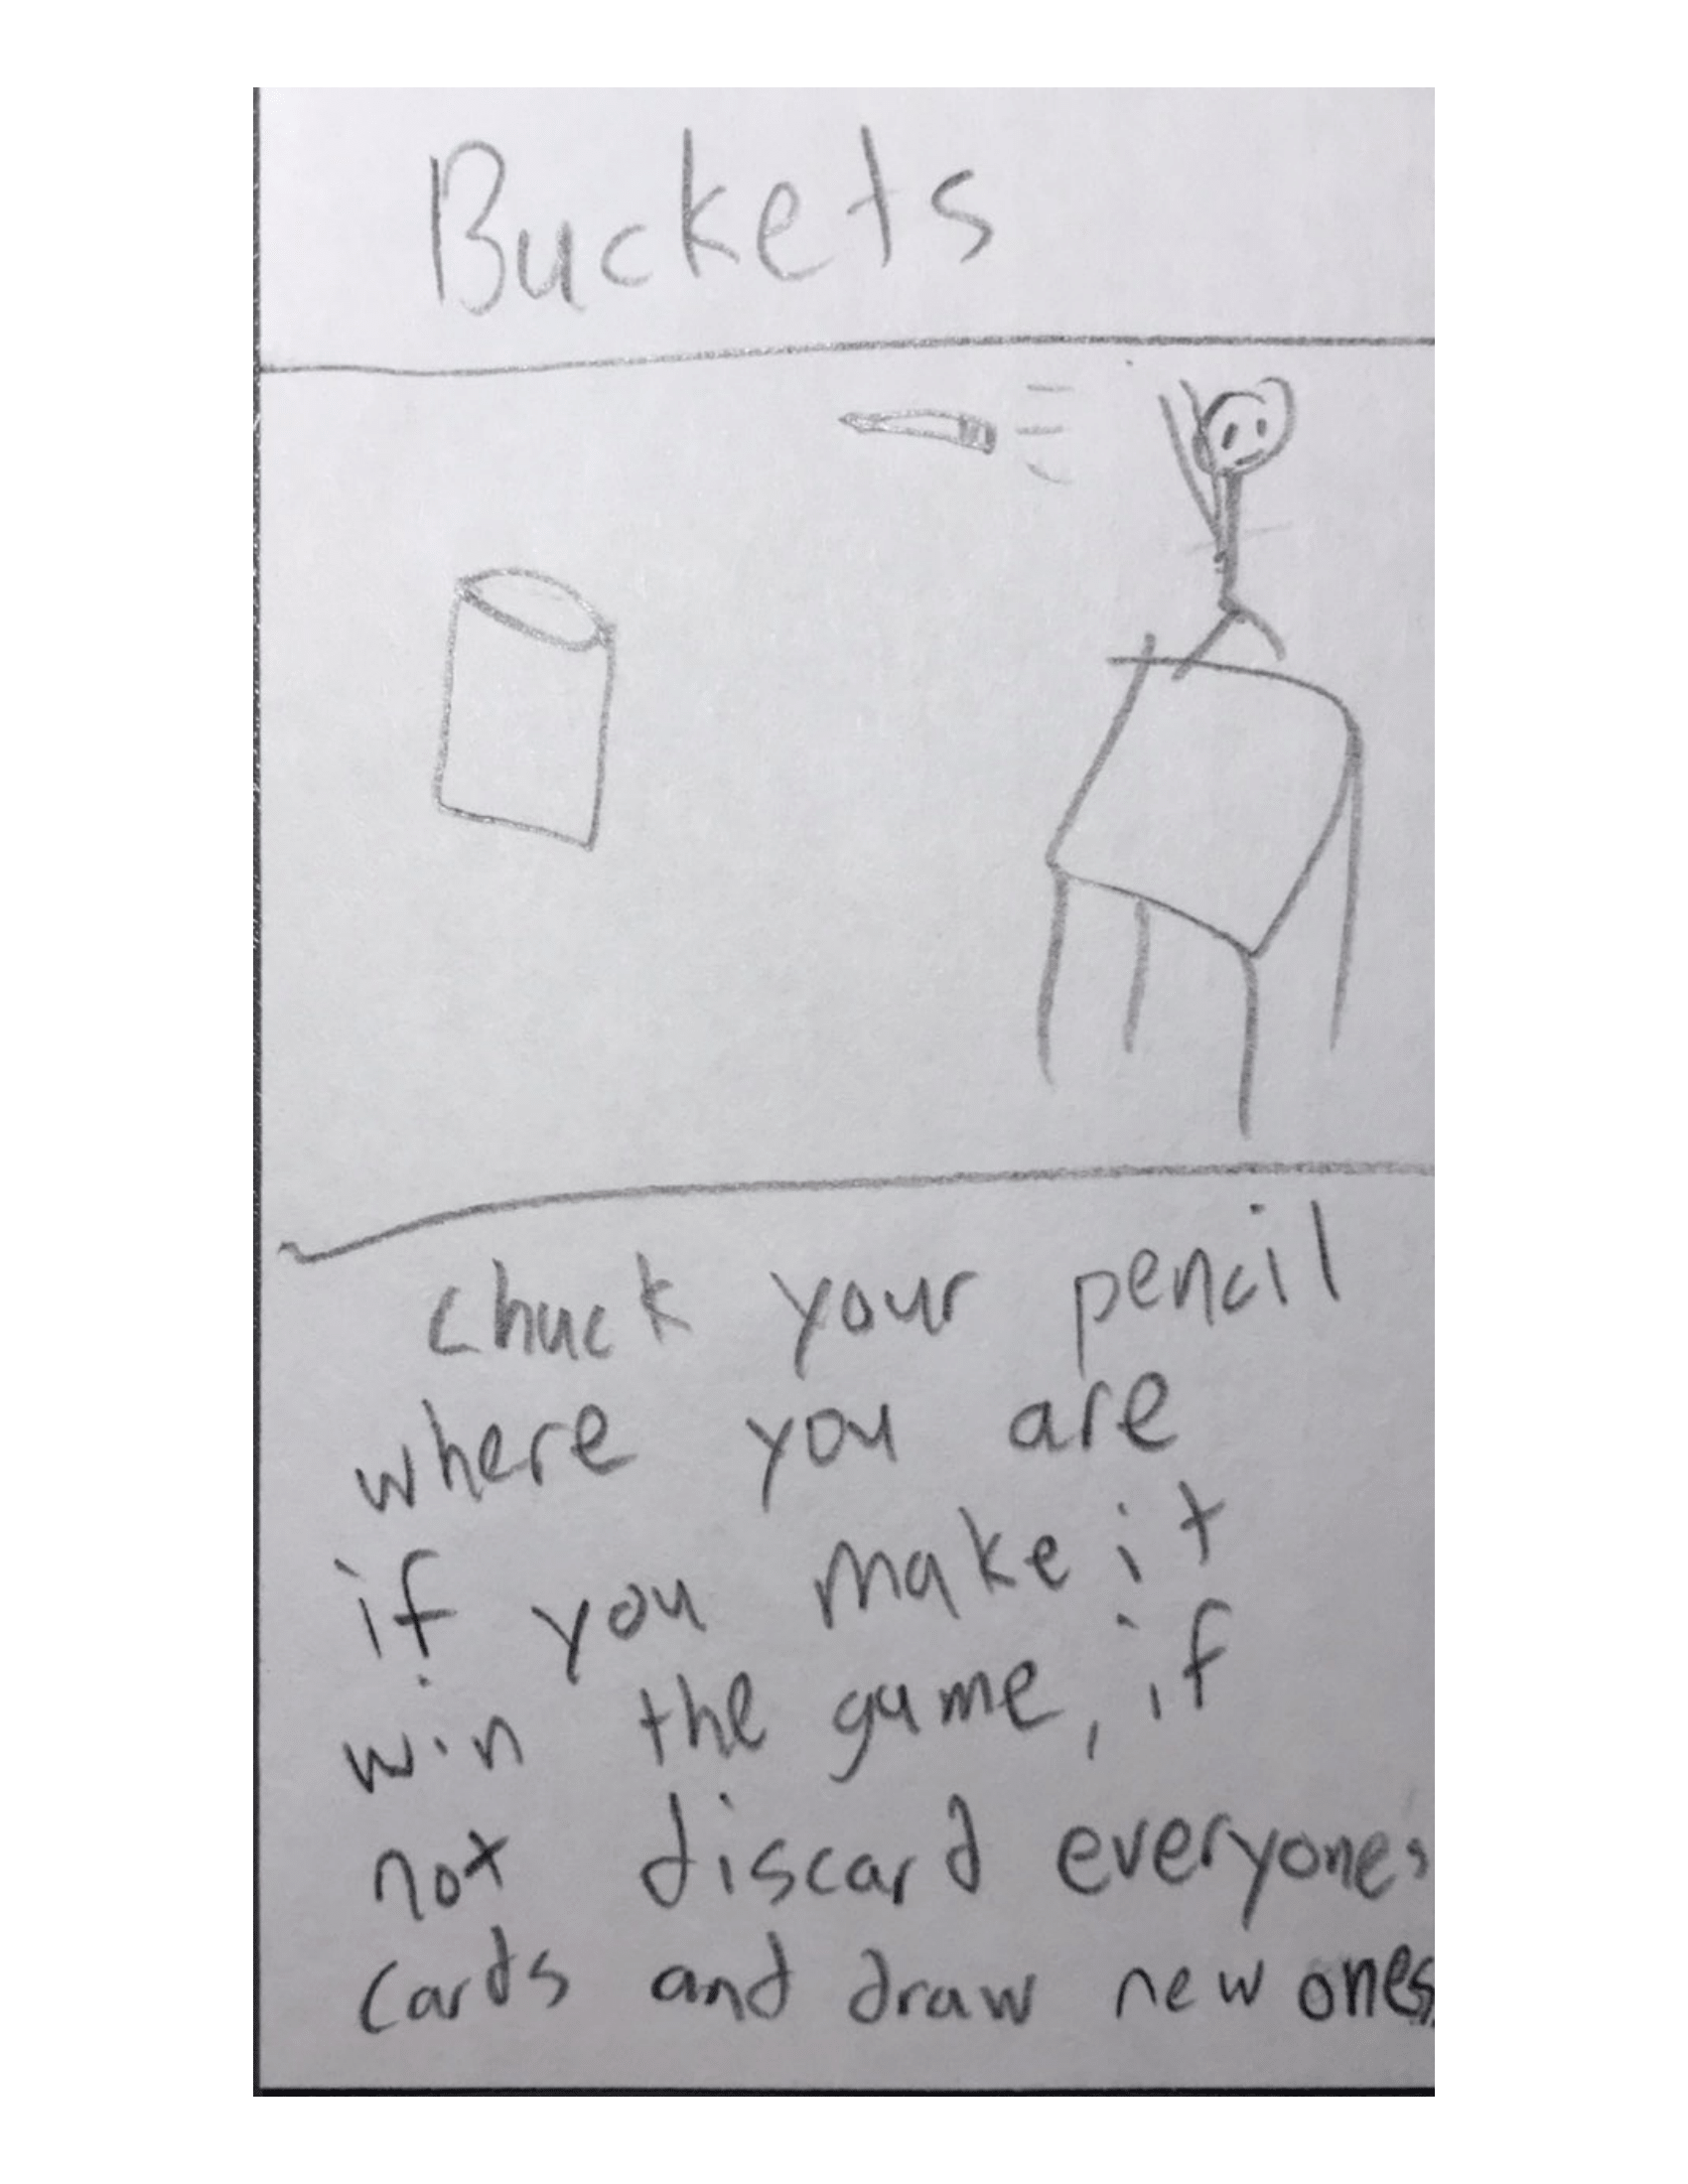 Buckets
chuck your pencil
where you are
if you make it
win the game, if
not discard everyones
cards and draw new ones